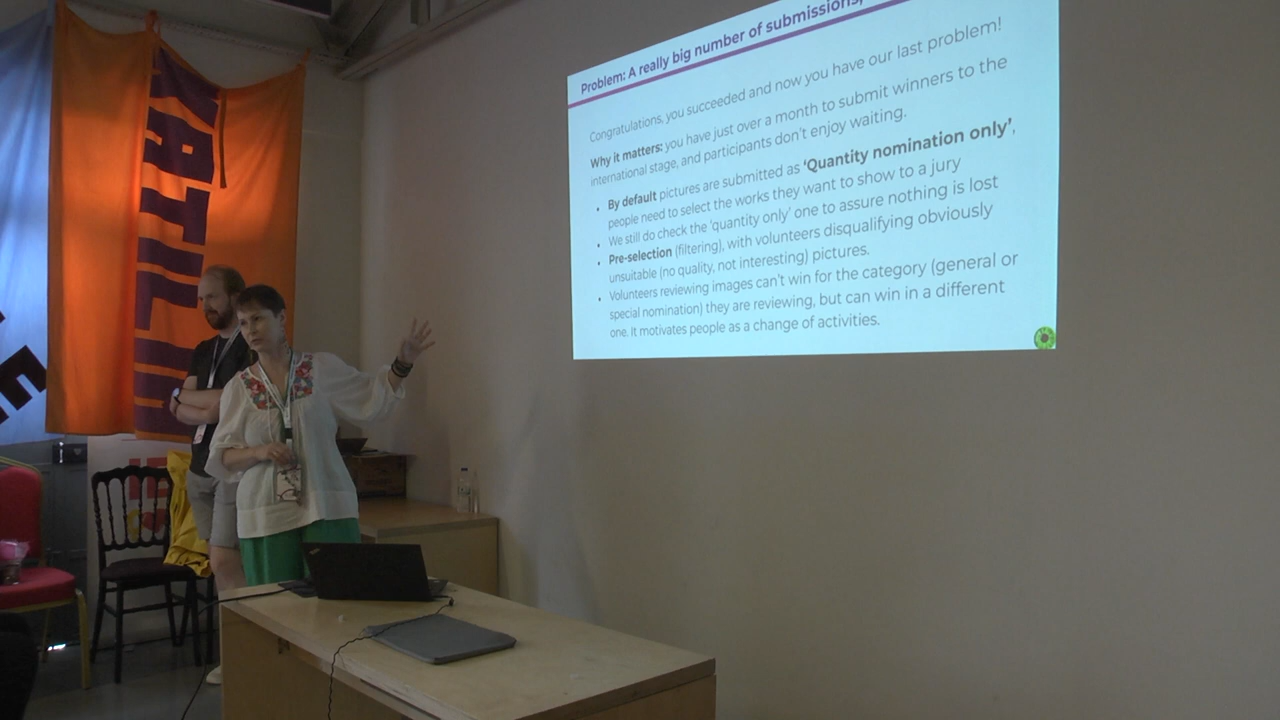 Problem: A really big number of submissions,
Congratulations, you succeeded and now you have our last problem!
Why it matters: you have just over a month to submit winners to the
international stage, and participants don't enjoy waiting.
• By default pictures are submitted as 'Quantity nomination only',
people need to select the works they want to show to a jury
• We still do check the 'quantity only' one to assure nothing is lost
• Pre-selection (filtering), with volunteers disqualifying obviously
unsuitable (no quality, not interesting) pictures.
• Volunteers reviewing images can't win for the category (general or
special nomination) they are reviewing, but can win in a different
one. It motivates people as a change of activities.